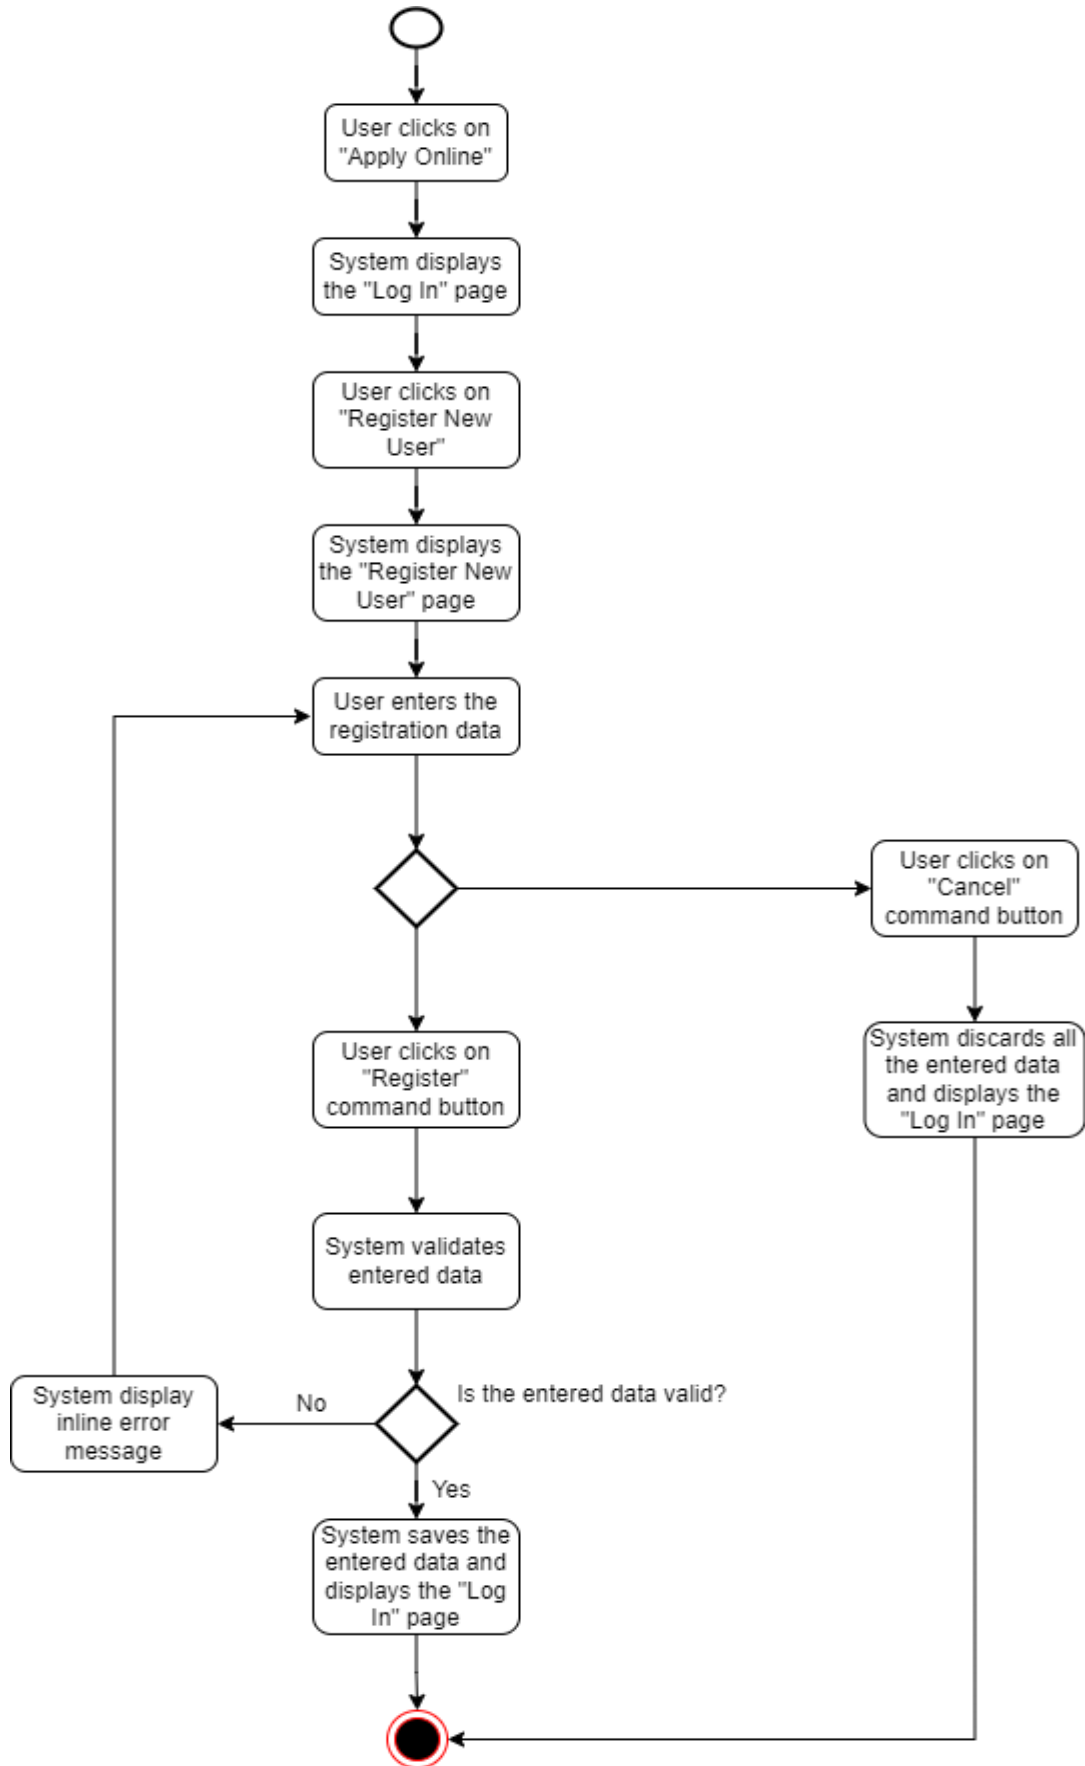 User clicks on
"Apply Online"
System displays
the "Log In" page
User clicks on
"Register New
User"
System displays
the "Register New
User" page
User enters the
registration data
User clicks on
"Cancel"
command button
System discards all
the entered data
and displays the
"Log In" page
User clicks on
"Register"
command button
System validates
entered data
Is the entered data valid?
No
System display
inline error
message
Yes
System saves the
entered data and
displays the "Log
In" page